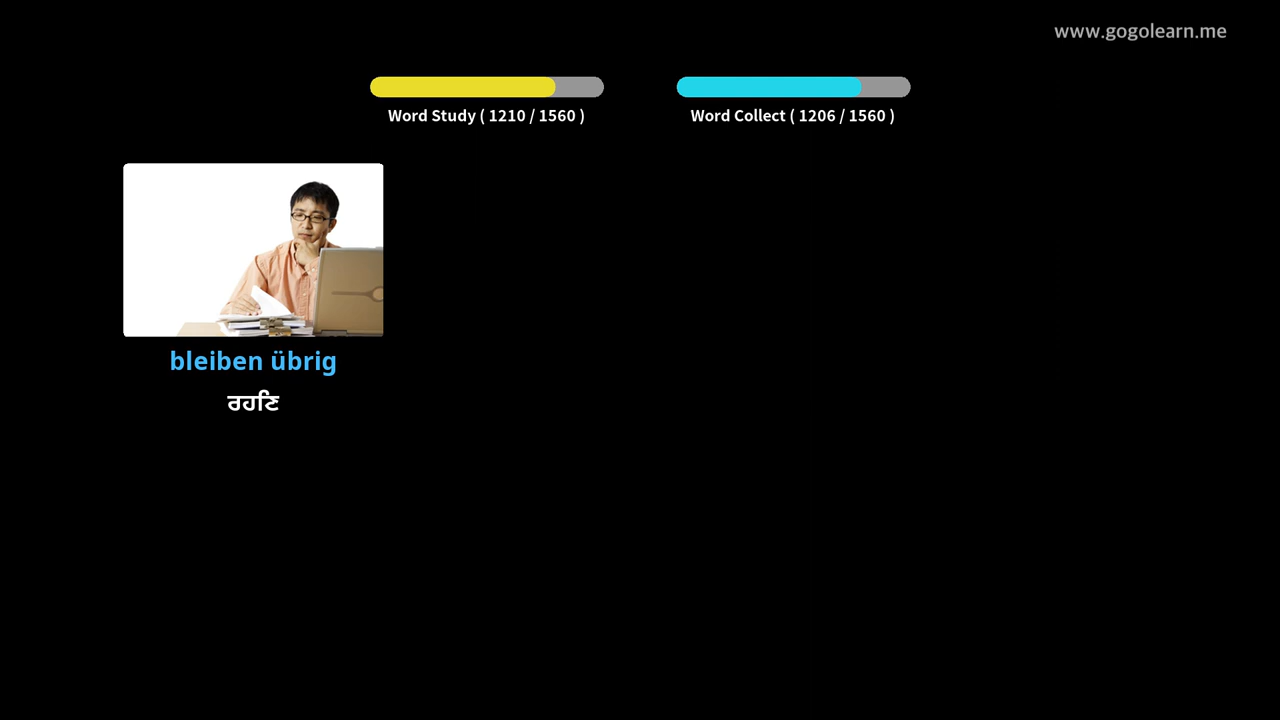 www.gogolearn.me
Word Study ( 1210 / 1560 )
Word Collect ( 1206 / 1560 )
bleiben übrig
ਰਹਣਿ